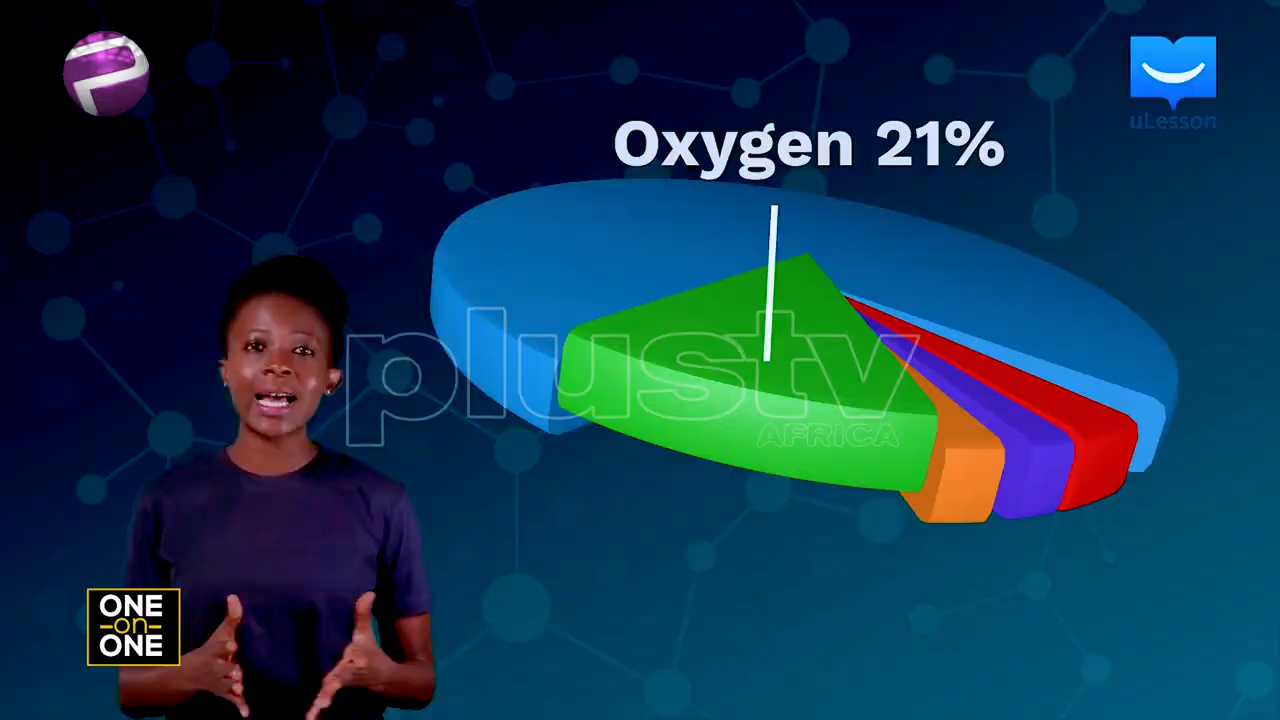 uLesson
Oxygen 21%
plustv
AFRICA
ONE
-on-
ONE